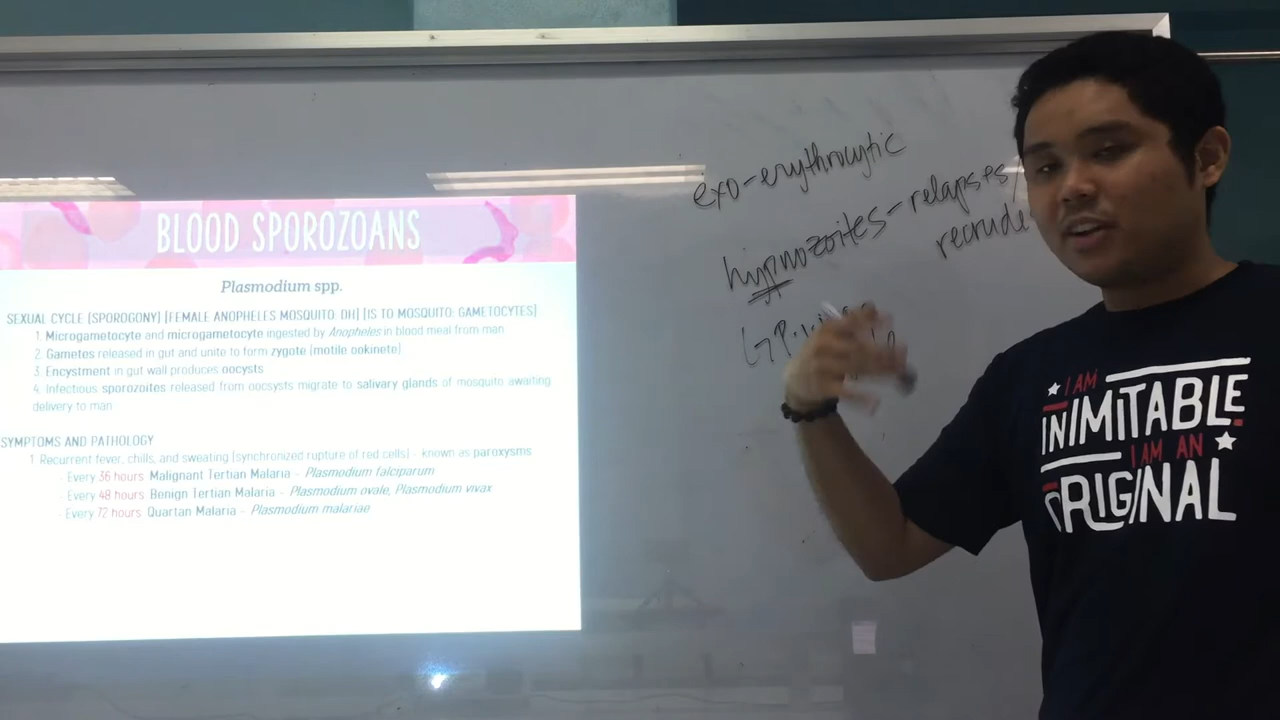 BLOOD SPOROZOANS
Plasmodium spp.
SEXUAL CYCLE (SPOROGONY) (FEMALE ANOPHELES MOSQUITO: DH) (IS TO MOSQUITO: GAMETOCYTES)
1. Microgametocyte and microgametocyte ingested by Anopheles in blood meal from man
2. Gametes released in gut and unite to form zygote (motile ookinete)
3. Encystment in gut wall produces oocysts
4. Infectious sporozoites released from oocsysts migrate to salivary glands of mosquito awaiting
delivery to man
SYMPTOMS AND PATHOLOGY
1. Recurrent fever, chills, and sweating (synchronized rupture of red cells) - known as paroxysms
- Every 36 hours Malignant Tertian Malaria - Plasmodium falciparum
- Every 48 hours Benign Tertian Malaria - Plasmodium ovale, Plasmodium vivax
- Every 72 hours Quartan Malaria - Plasmodium malariae
exo-erythrocytic
hypnozoites - relapses/
recrude
I AM
INIMITABLE.
I AM AN
ORIGINAL